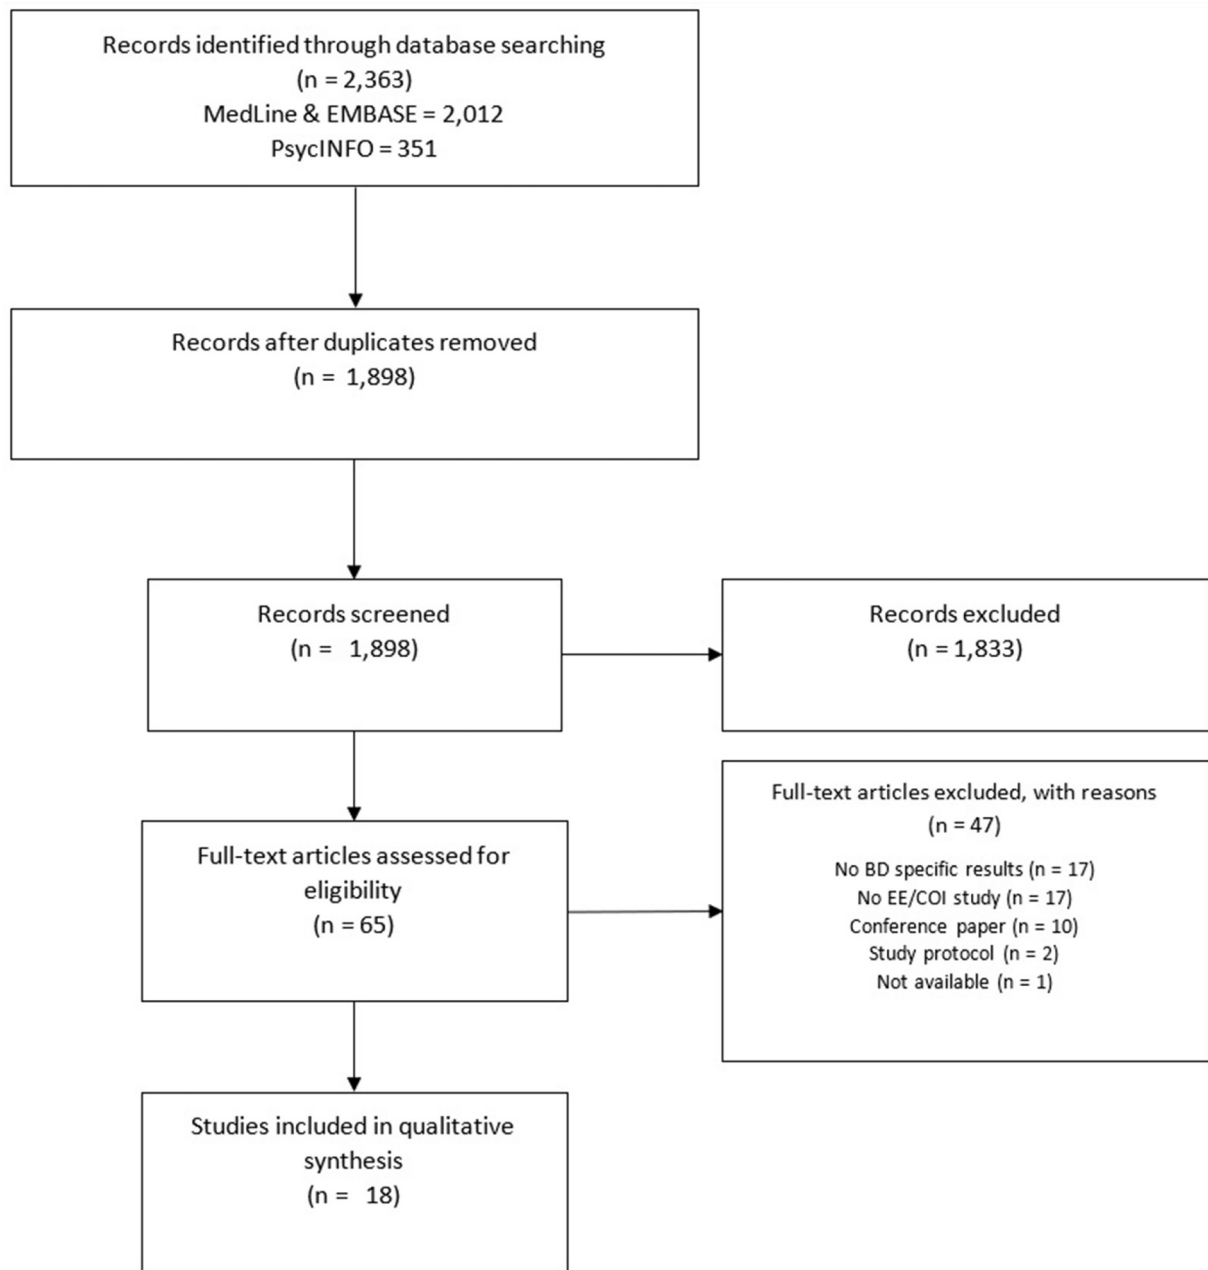 Records identified through database searching
(n = 2,363)
MedLine & EMBASE = 2,012
PsycINFO = 351
Records after duplicates removed
(n = 1,898)
Records screened
(n = 1,898)
Records excluded
(n = 1,833)
Full-text articles assessed for
eligibility
(n = 65)
Full-text articles excluded, with reasons
(n = 47)
No BD specific results (n = 17)
No EE/COI study (n = 17)
Conference paper (n = 10)
Study protocol (n = 2)
Not available (n = 1)
Studies included in qualitative
synthesis
(n = 18)